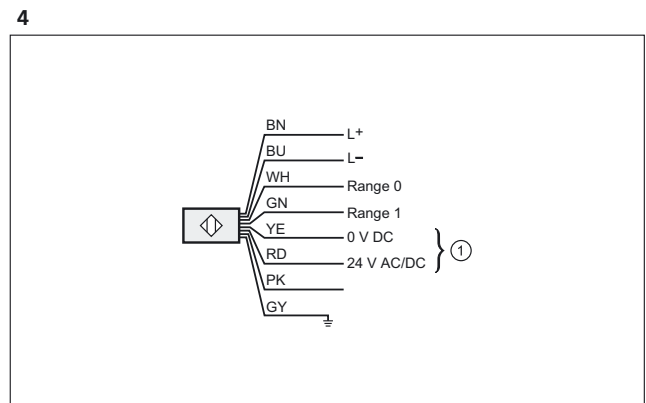 4
BN L+
BU L–
WH Range 0
GN Range 1
YE 0 V DC
RD 24 V AC/DC
①
PK
GY